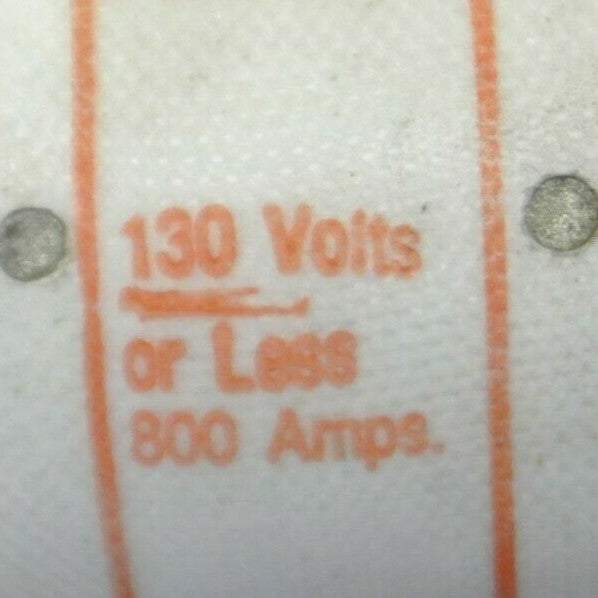 130 Volts
or Less
800 Amps.